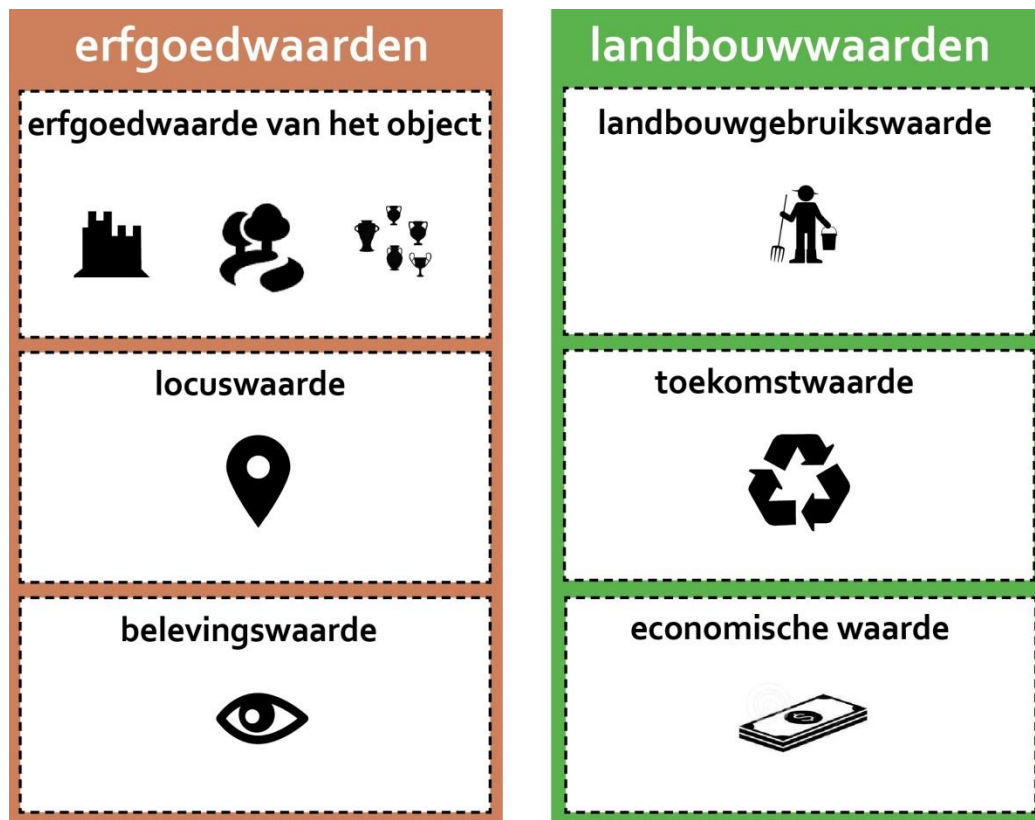 erfgoedwaarden
erfgoedwaarde van het object
locuswaarde
belevingswaarde
landbouwwaarden
landbouwgebruikswaarde
toekomstwaarde
economische waarde
$